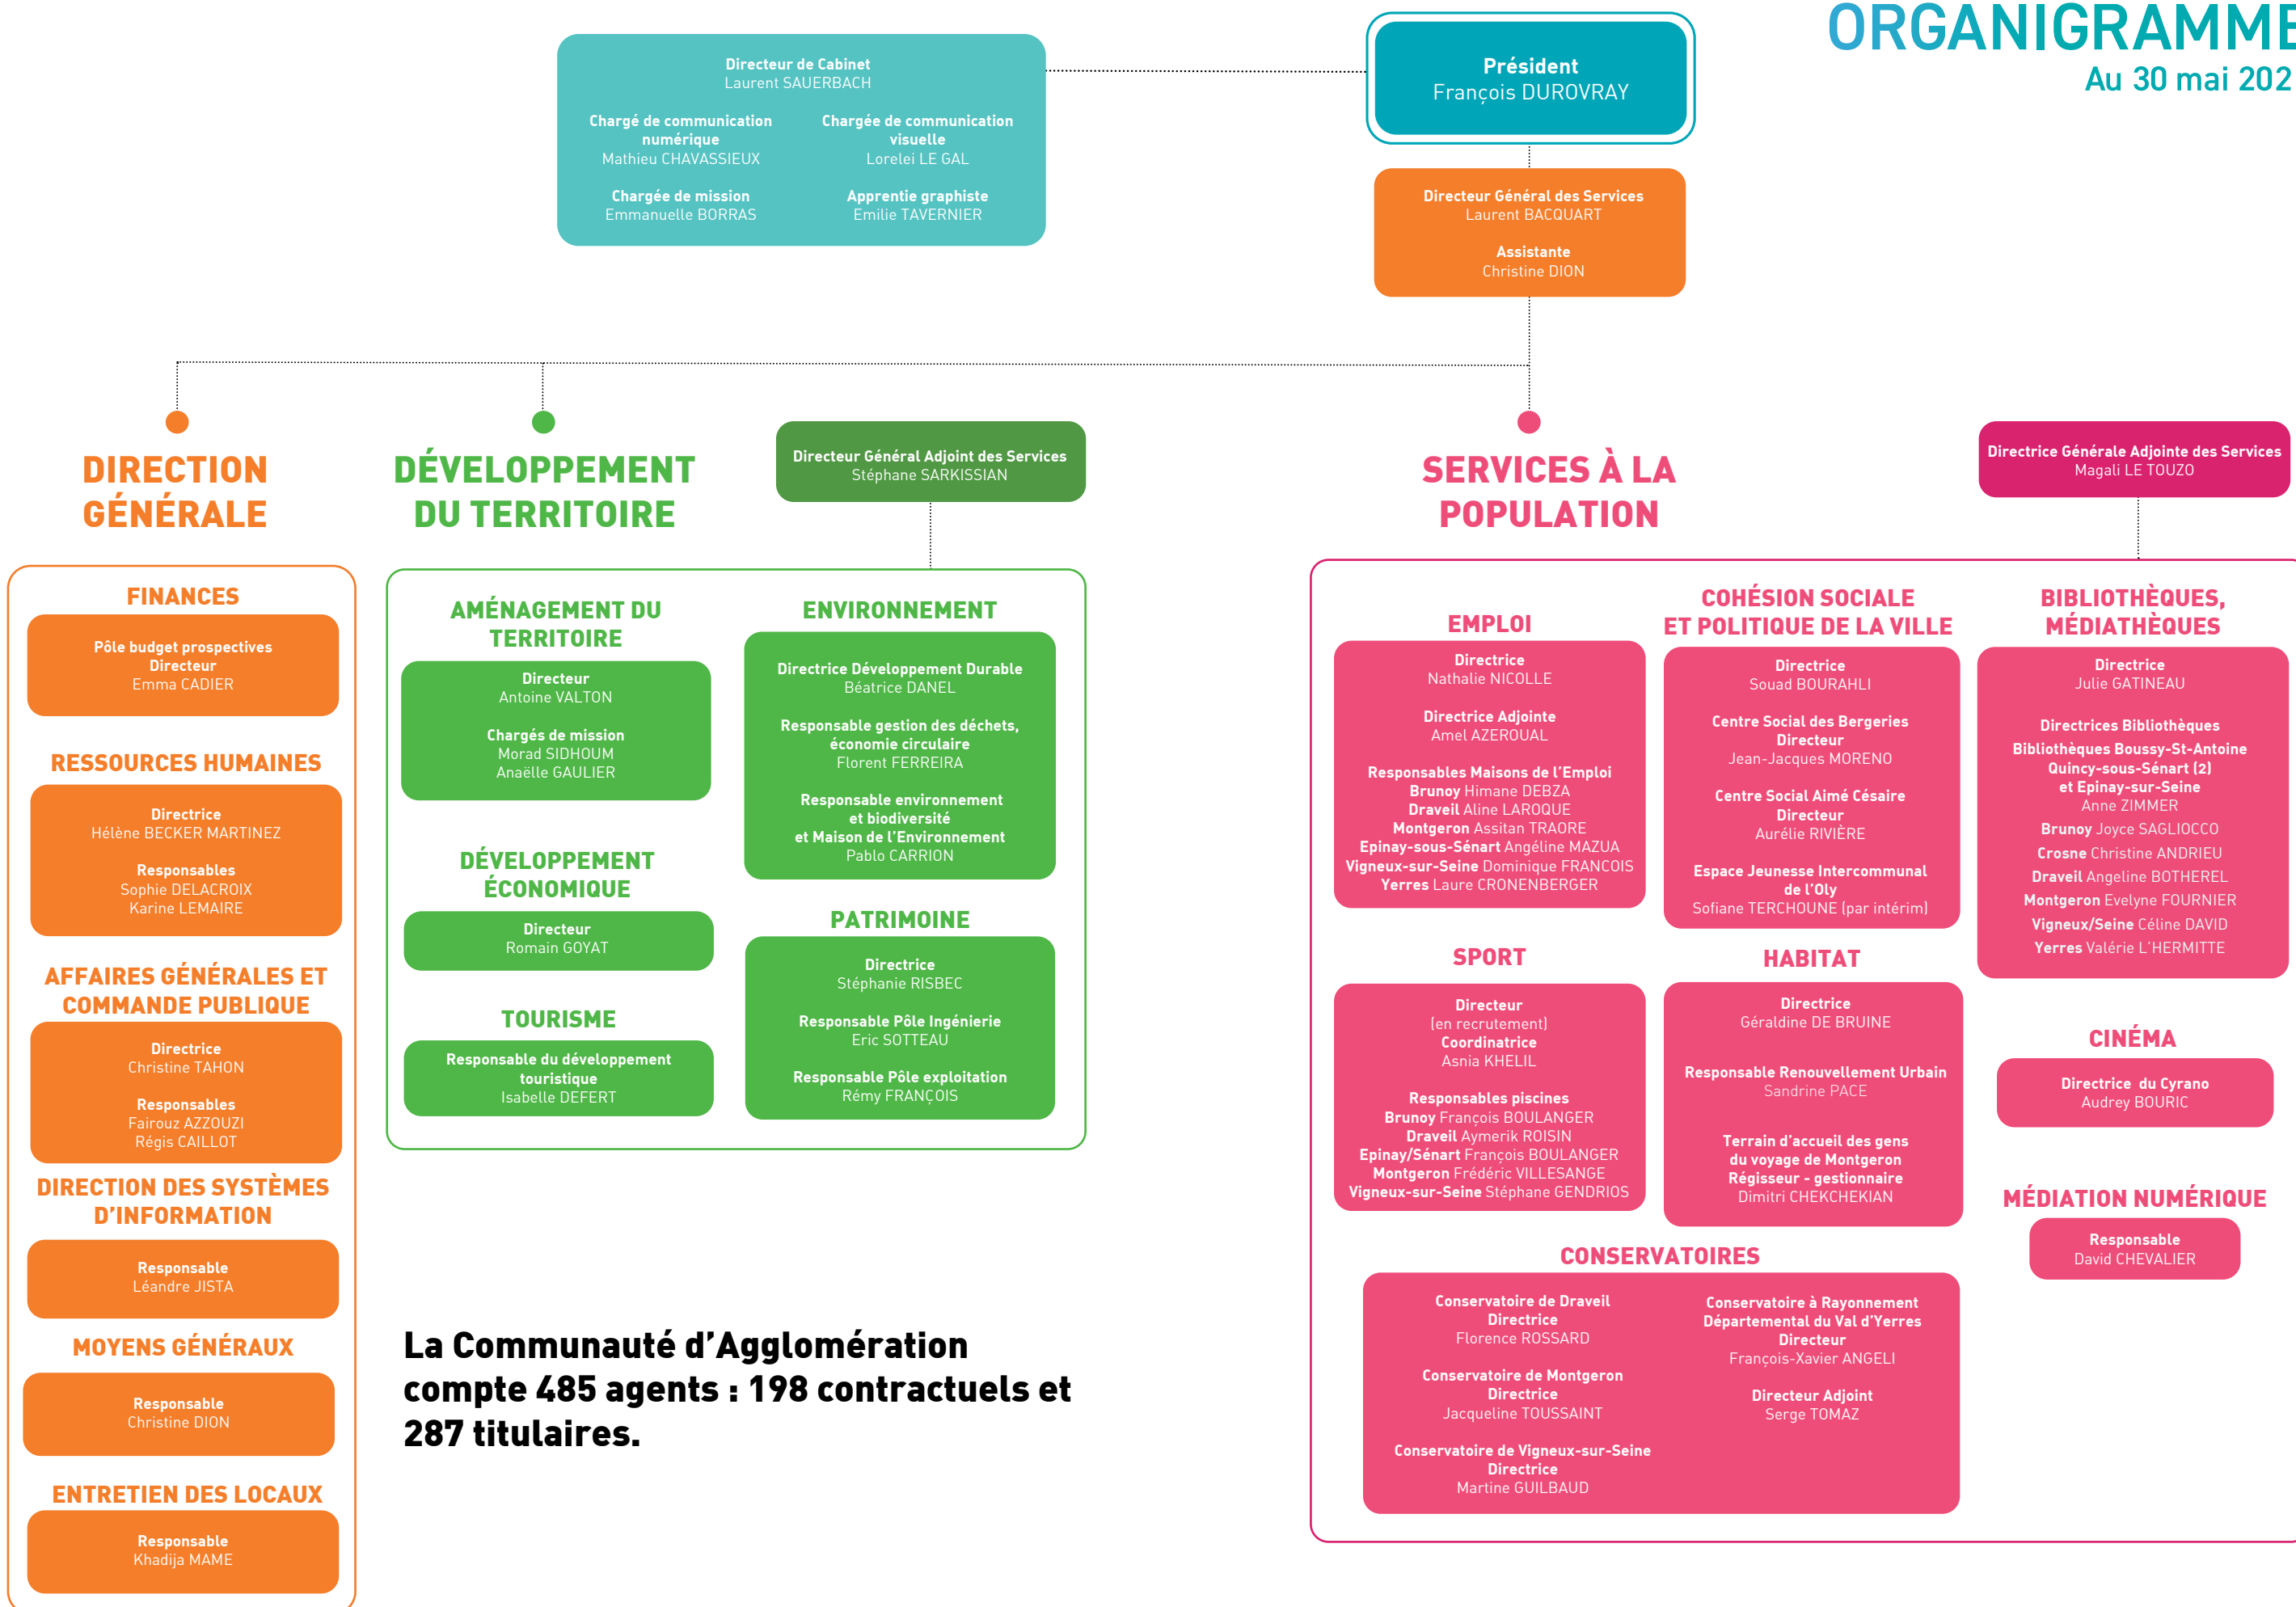 ORGANIGRAMME
Au 30 mai 202
Directeur de Cabinet
Laurent SAUERBACH
Chargé de communication
numérique
Mathieu CHAVASSIEUX
Chargée de communication
visuelle
Lorelei LE GAL
Chargée de mission
Emmanuelle BORRAS
Apprentie graphiste
Emilie TAVERNIER
Président
François DUROVRAY
Directeur Général des Services
Laurent BACQUART
Assistante
Christine DION
DIRECTION
GÉNÉRALE
FINANCES
Pôle budget prospectives
Directeur
Emma CADIER
RESSOURCES HUMAINES
Directrice
Hélène BECKER MARTINEZ
Responsables
Sophie DELACROIX
Karine LEMAIRE
AFFAIRES GÉNÉRALES ET
COMMANDE PUBLIQUE
Directrice
Christine TAHON
Responsables
Fairouz AZZOUZI
Régis CAILLOT
DIRECTION DES SYSTÈMES
D’INFORMATION
Responsable
Léandre JISTA
MOYENS GÉNÉRAUX
Responsable
Christine DION
ENTRETIEN DES LOCAUX
Responsable
Khadija MAME
DÉVELOPPEMENT
DU TERRITOIRE
Directeur Général Adjoint des Services
Stéphane SARKISSIAN
AMÉNAGEMENT DU
TERRITOIRE
Directeur
Antoine VALTON
Chargés de mission
Morad SIDHOUM
Anaëlle GAULIER
DÉVELOPPEMENT
ÉCONOMIQUE
Directeur
Romain GOYAT
TOURISME
Responsable du développement
touristique
Isabelle DEFERT
ENVIRONNEMENT
Directrice Développement Durable
Béatrice DANEL
Responsable gestion des déchets,
économie circulaire
Florent FERREIRA
Responsable environnement
et biodiversité
et Maison de l’Environnement
Pablo CARRION
PATRIMOINE
Directrice
Stéphanie RISBEC
Responsable Pôle Ingénierie
Eric SOTTEAU
Responsable Pôle exploitation
Rémy FRANÇOIS
La Communauté d’Agglomération
compte 485 agents : 198 contractuels et
287 titulaires.
SERVICES À LA
POPULATION
Directrice Générale Adjointe des Services
Magali LE TOUZO
EMPLOI
Directrice
Nathalie NICOLLE
Directrice Adjointe
Amel AZEROUAL
Responsables Maisons de l’Emploi
Brunoy Himane DEBZA
Draveil Aline LAROQUE
Montgeron Assitan TRAORE
Epinay-sous-Sénart Angéline MAZUA
Vigneux-sur-Seine Dominique FRANCOIS
Yerres Laure CRONENBERGER
COHÉSION SOCIALE
ET POLITIQUE DE LA VILLE
Directrice
Souad BOURAHLI
Centre Social des Bergeries
Directeur
Jean-Jacques MORENO
Centre Social Aimé Césaire
Directeur
Aurélie RIVIÈRE
Espace Jeunesse Intercommunal
de l’Oly
Sofiane TERCHOUNE (par intérim)
BIBLIOTHÈQUES,
MÉDIATHÈQUES
Directrice
Julie GATINEAU
Directrices Bibliothèques
Bibliothèques Boussy-St-Antoine
Quincy-sous-Sénart (2)
et Epinay-sur-Seine
Anne ZIMMER
Brunoy Joyce SAGLIOCCO
Crosne Christine ANDRIEU
Draveil Angeline BOTHEREL
Montgeron Evelyne FOURNIER
Vigneux/Seine Céline DAVID
Yerres Valérie L’HERMITTE
SPORT
Directeur
(en recrutement)
Coordinatrice
Asnia KHELIL
Responsables piscines
Brunoy François BOULANGER
Draveil Aymerik ROISIN
Epinay/Sénart François BOULANGER
Montgeron Frédéric VILLESANGE
Vigneux-sur-Seine Stéphane GENDRIOS
HABITAT
Directrice
Géraldine DE BRUINE
Responsable Renouvellement Urbain
Sandrine PACE
Terrain d’accueil des gens
du voyage de Montgeron
Régisseur - gestionnaire
Dimitri CHEKCHEKIAN
CINÉMA
Directrice du Cyrano
Audrey BOURIC
MÉDIATION NUMÉRIQUE
Responsable
David CHEVALIER
CONSERVATOIRES
Conservatoire de Draveil
Directrice
Florence ROSSARD
Conservatoire de Montgeron
Directrice
Jacqueline TOUSSAINT
Conservatoire de Vigneux-sur-Seine
Directrice
Martine GUILBAUD
Conservatoire à Rayonnement
Départemental du Val d’Yerres
Directeur
François-Xavier ANGELI
Directeur Adjoint
Serge TOMAZ